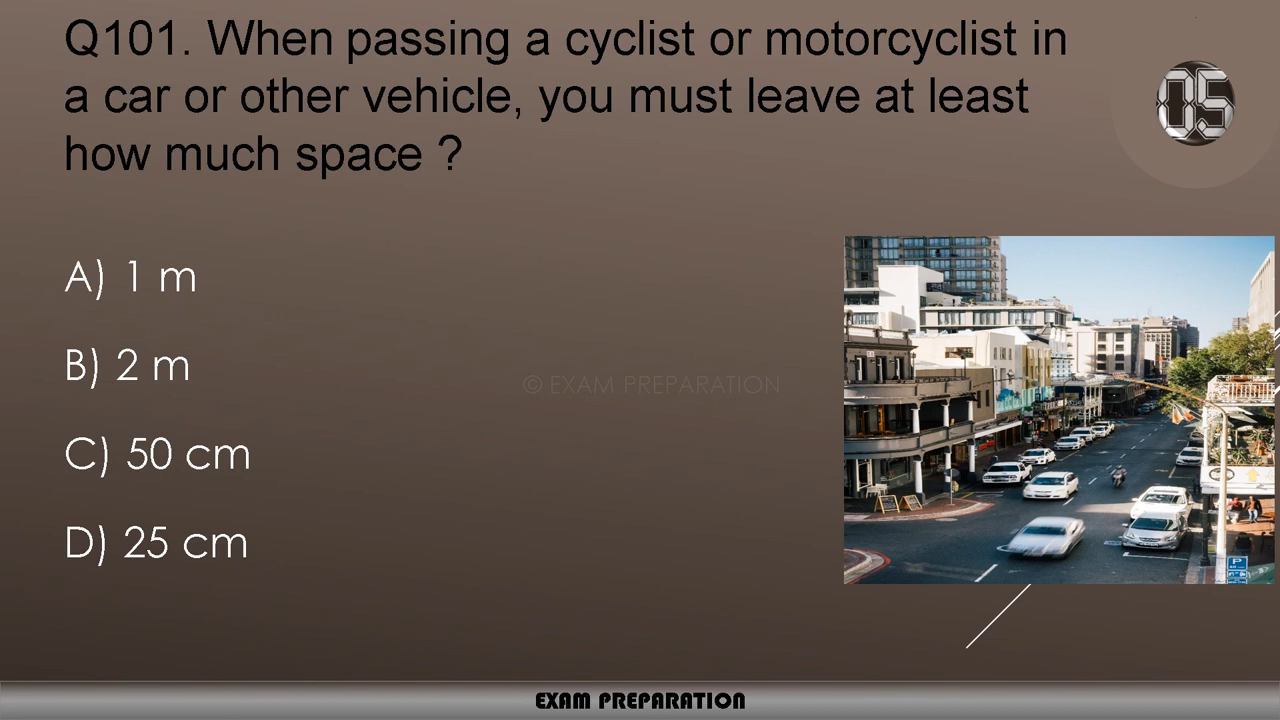 Q101. When passing a cyclist or motorcyclist in
a car or other vehicle, you must leave at least
how much space ?
05
A) 1 m
B) 2 m
C) 50 cm
D) 25 cm
© EXAM PREPARATION
P
EXAM PREPARATION